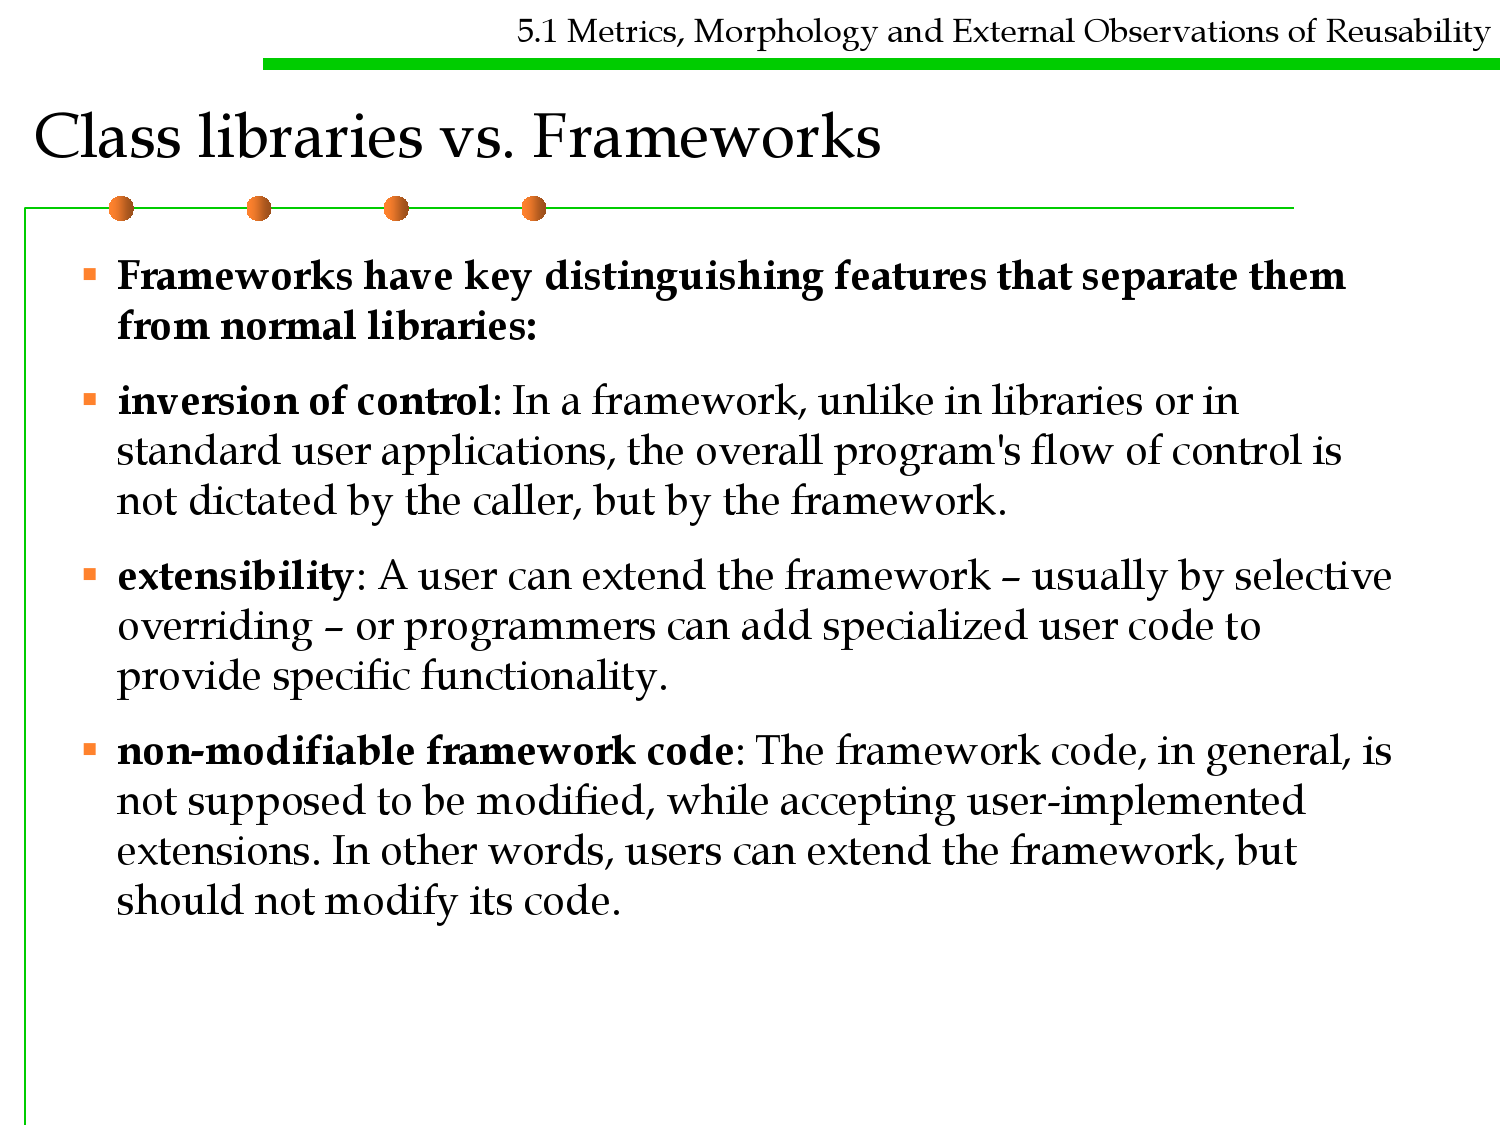 5.1 Metrics, Morphology and External Observations of Reusability
Class libraries vs. Frameworks
Frameworks have key distinguishing features that separate them
from normal libraries:
inversion of control: In a framework, unlike in libraries or in
standard user applications, the overall program's flow of control is
not dictated by the caller, but by the framework.
extensibility: A user can extend the framework – usually by selective
overriding – or programmers can add specialized user code to
provide specific functionality.
non-modifiable framework code: The framework code, in general, is
not supposed to be modified, while accepting user-implemented
extensions. In other words, users can extend the framework, but
should not modify its code.